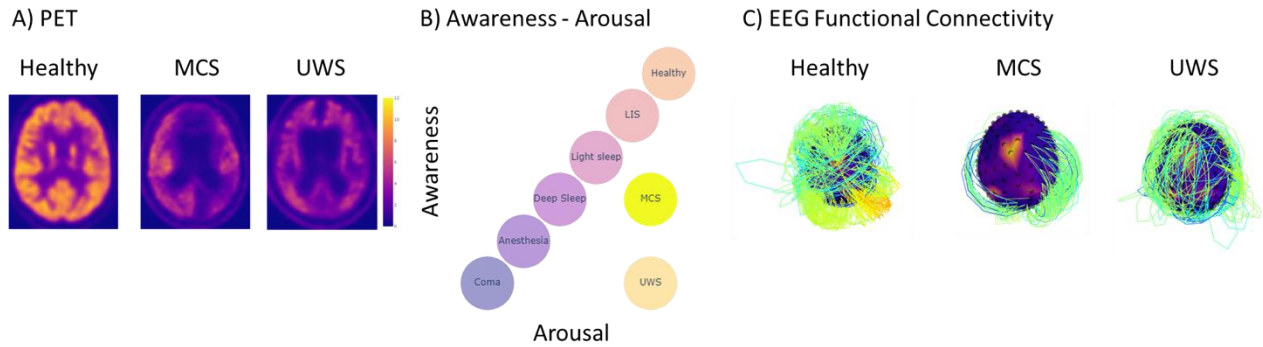 A) PET
Healthy
MCS
UWS
B) Awareness - Arousal
Awareness
Healthy
LIS
Light sleep
Deep Sleep
MCS
Anesthesia
Coma
UWS
Arousal
C) EEG Functional Connectivity
Healthy
MCS
UWS